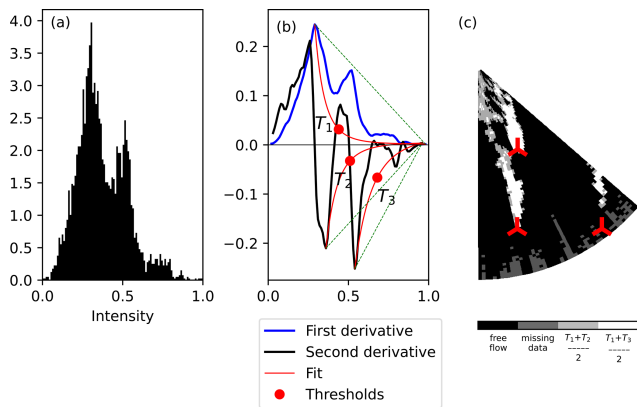 (a)
4.0
3.5
3.0
2.5
2.0
1.5
1.0
0.5
0.0
0.0 0.5 1.0
Intensity
(b)
0.2
0.1
0.0
−0.1
−0.2
T1
T2
T3
0.0 0.5 1.0
First derivative
Second derivative
Fit
Thresholds
(c)
free flow
missing data
T1+T2
-----
2
T1+T3
-----
2